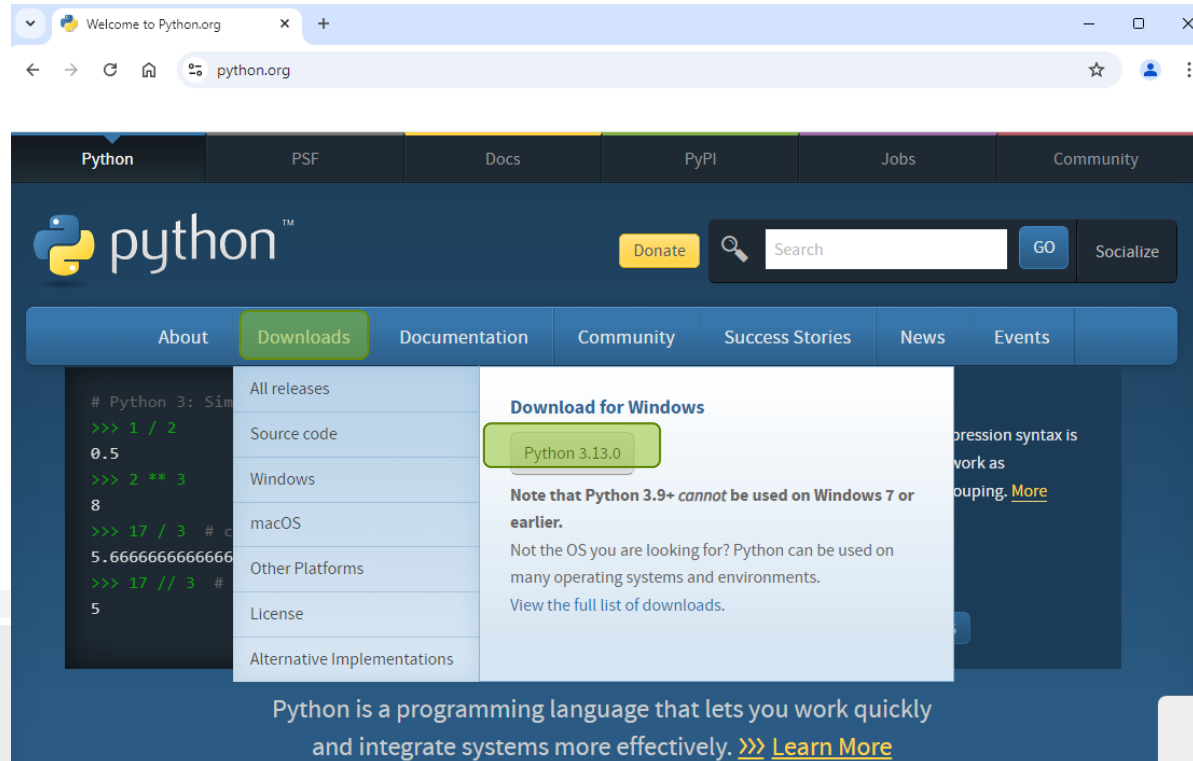 Welcome to Python.org
python.org
Python PSF Docs PyPI Jobs Community
python™
Donate Search GO Socialize
About Downloads Documentation Community Success Stories News Events
# Python 3: Sim
>>> 1 / 2
0.5
>>> 2 ** 3
8
>>> 17 / 3 # c
5.6666666666666
>>> 17 // 3 #
5
All releases
Source code
Windows
macOS
Other Platforms
License
Alternative Implementations
Download for Windows
Python 3.13.0
Note that Python 3.9+ cannot be used on Windows 7 or
earlier.
Not the OS you are looking for? Python can be used on
many operating systems and environments.
View the full list of downloads.
pression syntax is
work as
ouping. More
Python is a programming language that lets you work quickly
and integrate systems more effectively. >>> Learn More